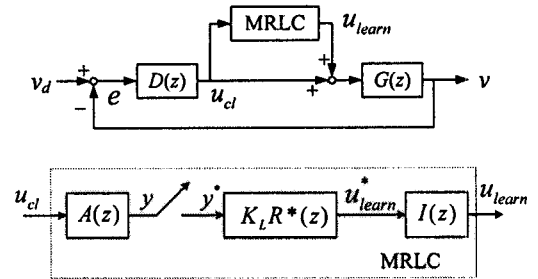 MRLC
u_learn
v_d
+
−
e
D(z)
u_cl
+
+
G(z)
v
u_cl
A(z)
y
y*
K_L R*(z)
u*_learn
I(z)
u_learn
MRLC